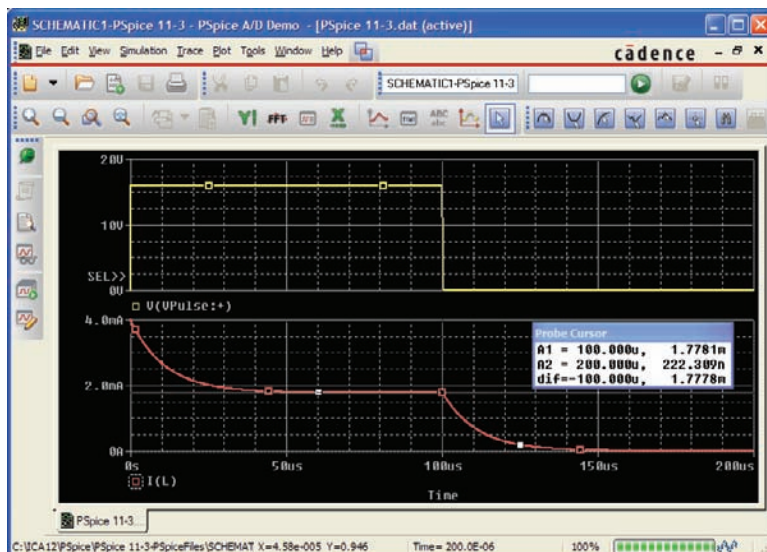 SCHEMATIC1-PSpice 11-3 - PSpice A/D Demo - [PSpice 11-3.dat (active)]
File Edit View Simulation Trace Plot Tools Window Help
cādence
SCHEMATIC1-PSpice 11-3
FFT
ABC
abc
20V
10V
SEL>>
0V
V(VPulse:+)
4.0mA
2.0mA
0A
Probe Cursor
A1 = 100.000u, 1.7781m
A2 = 200.000u, 222.309n
dif=-100.000u, 1.7778m
0s 50us 100us 150us 200us
I(L)
Time
PSpice 11-3...
C:\ICA12\PSpice\PSpice 11-3-PSpiceFiles\SCHEMAT X=4.58e-005 Y=0.946 Time= 200.0E-06 100%